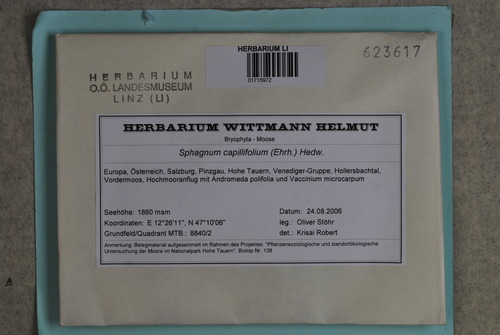 HERBARIUM LI
01715972
623617
HERBARIUM
O.Ö. LANDESMUSEUM
LINZ (LI)
HERBARIUM WITTMANN HELMUT
Bryophyta - Moose
Sphagnum capillifolium (Ehrh.) Hedw.
Europa, Österreich, Salzburg, Pinzgau, Hohe Tauern, Venediger-Gruppe, Hollersbachtal,
Vordermoos, Hochmooranflug mit Andromeda polifolia und Vaccinium microcarpum
Seehöhe: 1860 msm
Datum: 24.08.2006
Koordinaten: E 12°26'11", N 47°10'06"
leg.: Oliver Stöhr
Grundfeld/Quadrant MTB.: 8840/2
det.: Krisai Robert
Anmerkung: Belagmaterial aufgesammelt im Rahmen des Projektes: "Pflanzensoziologische und standortökologische
Untersuchung der Moore im Nationalpark Hohe Tauern"; Biotop Nr. 136